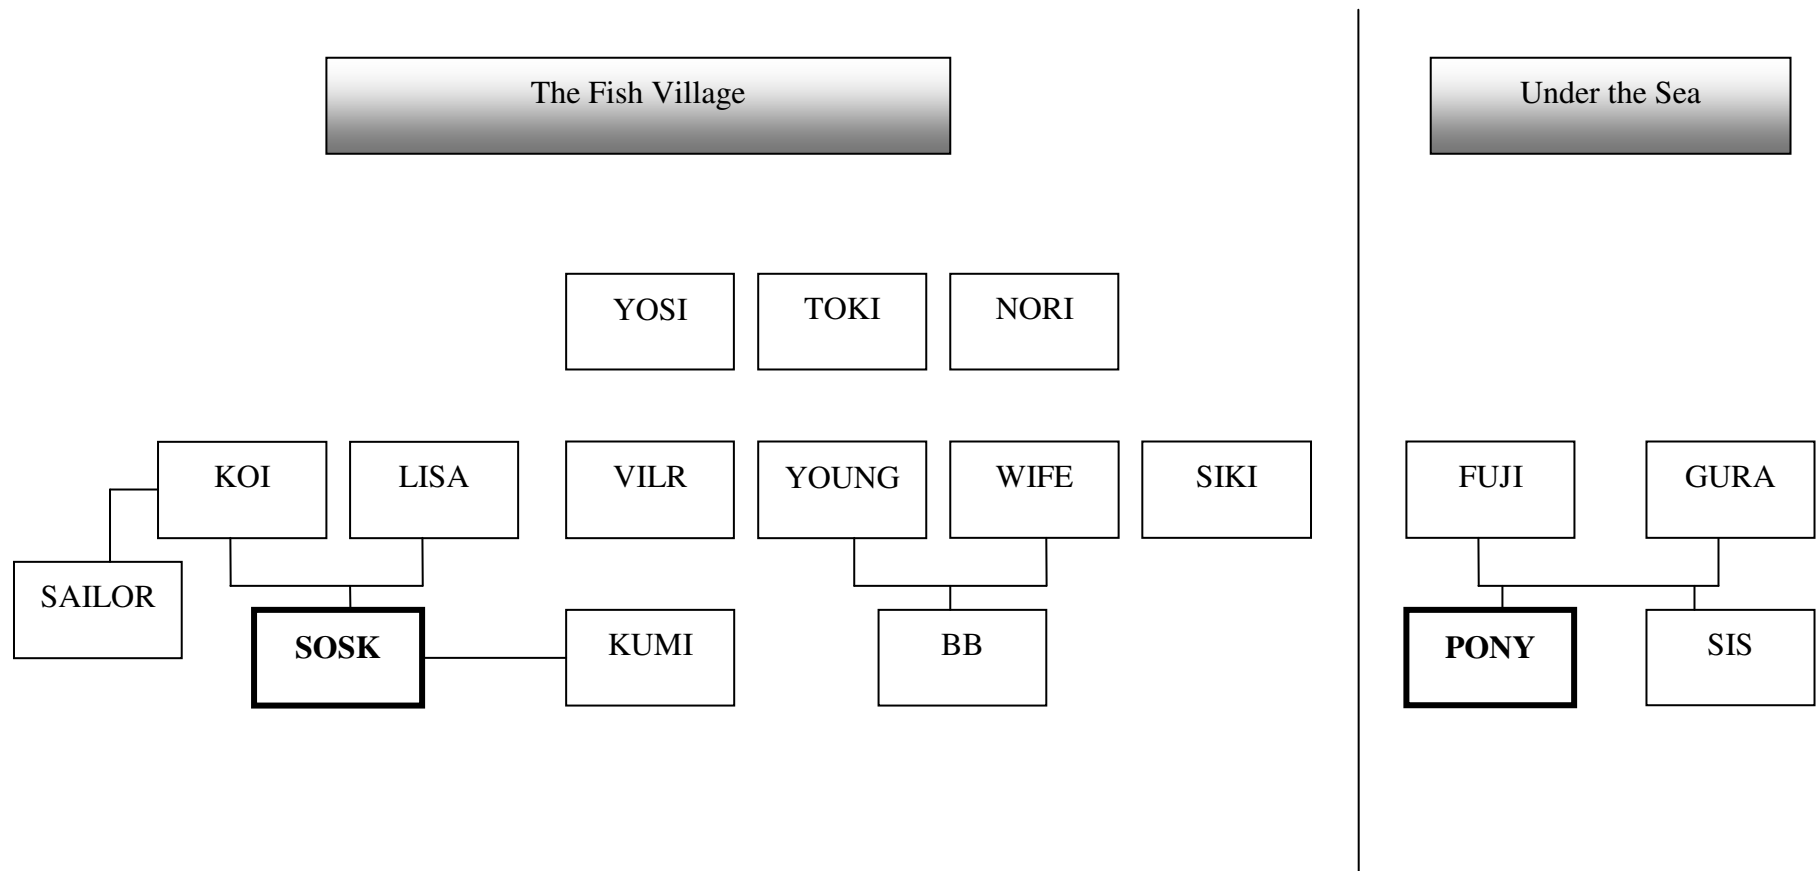 The Fish Village
Under the Sea
YOSI
TOKI
NORI
KOI
LISA
VILR
YOUNG
WIFE
SIKI
FUJI
GURA
SAILOR
SOSK
KUMI
BB
PONY
SIS